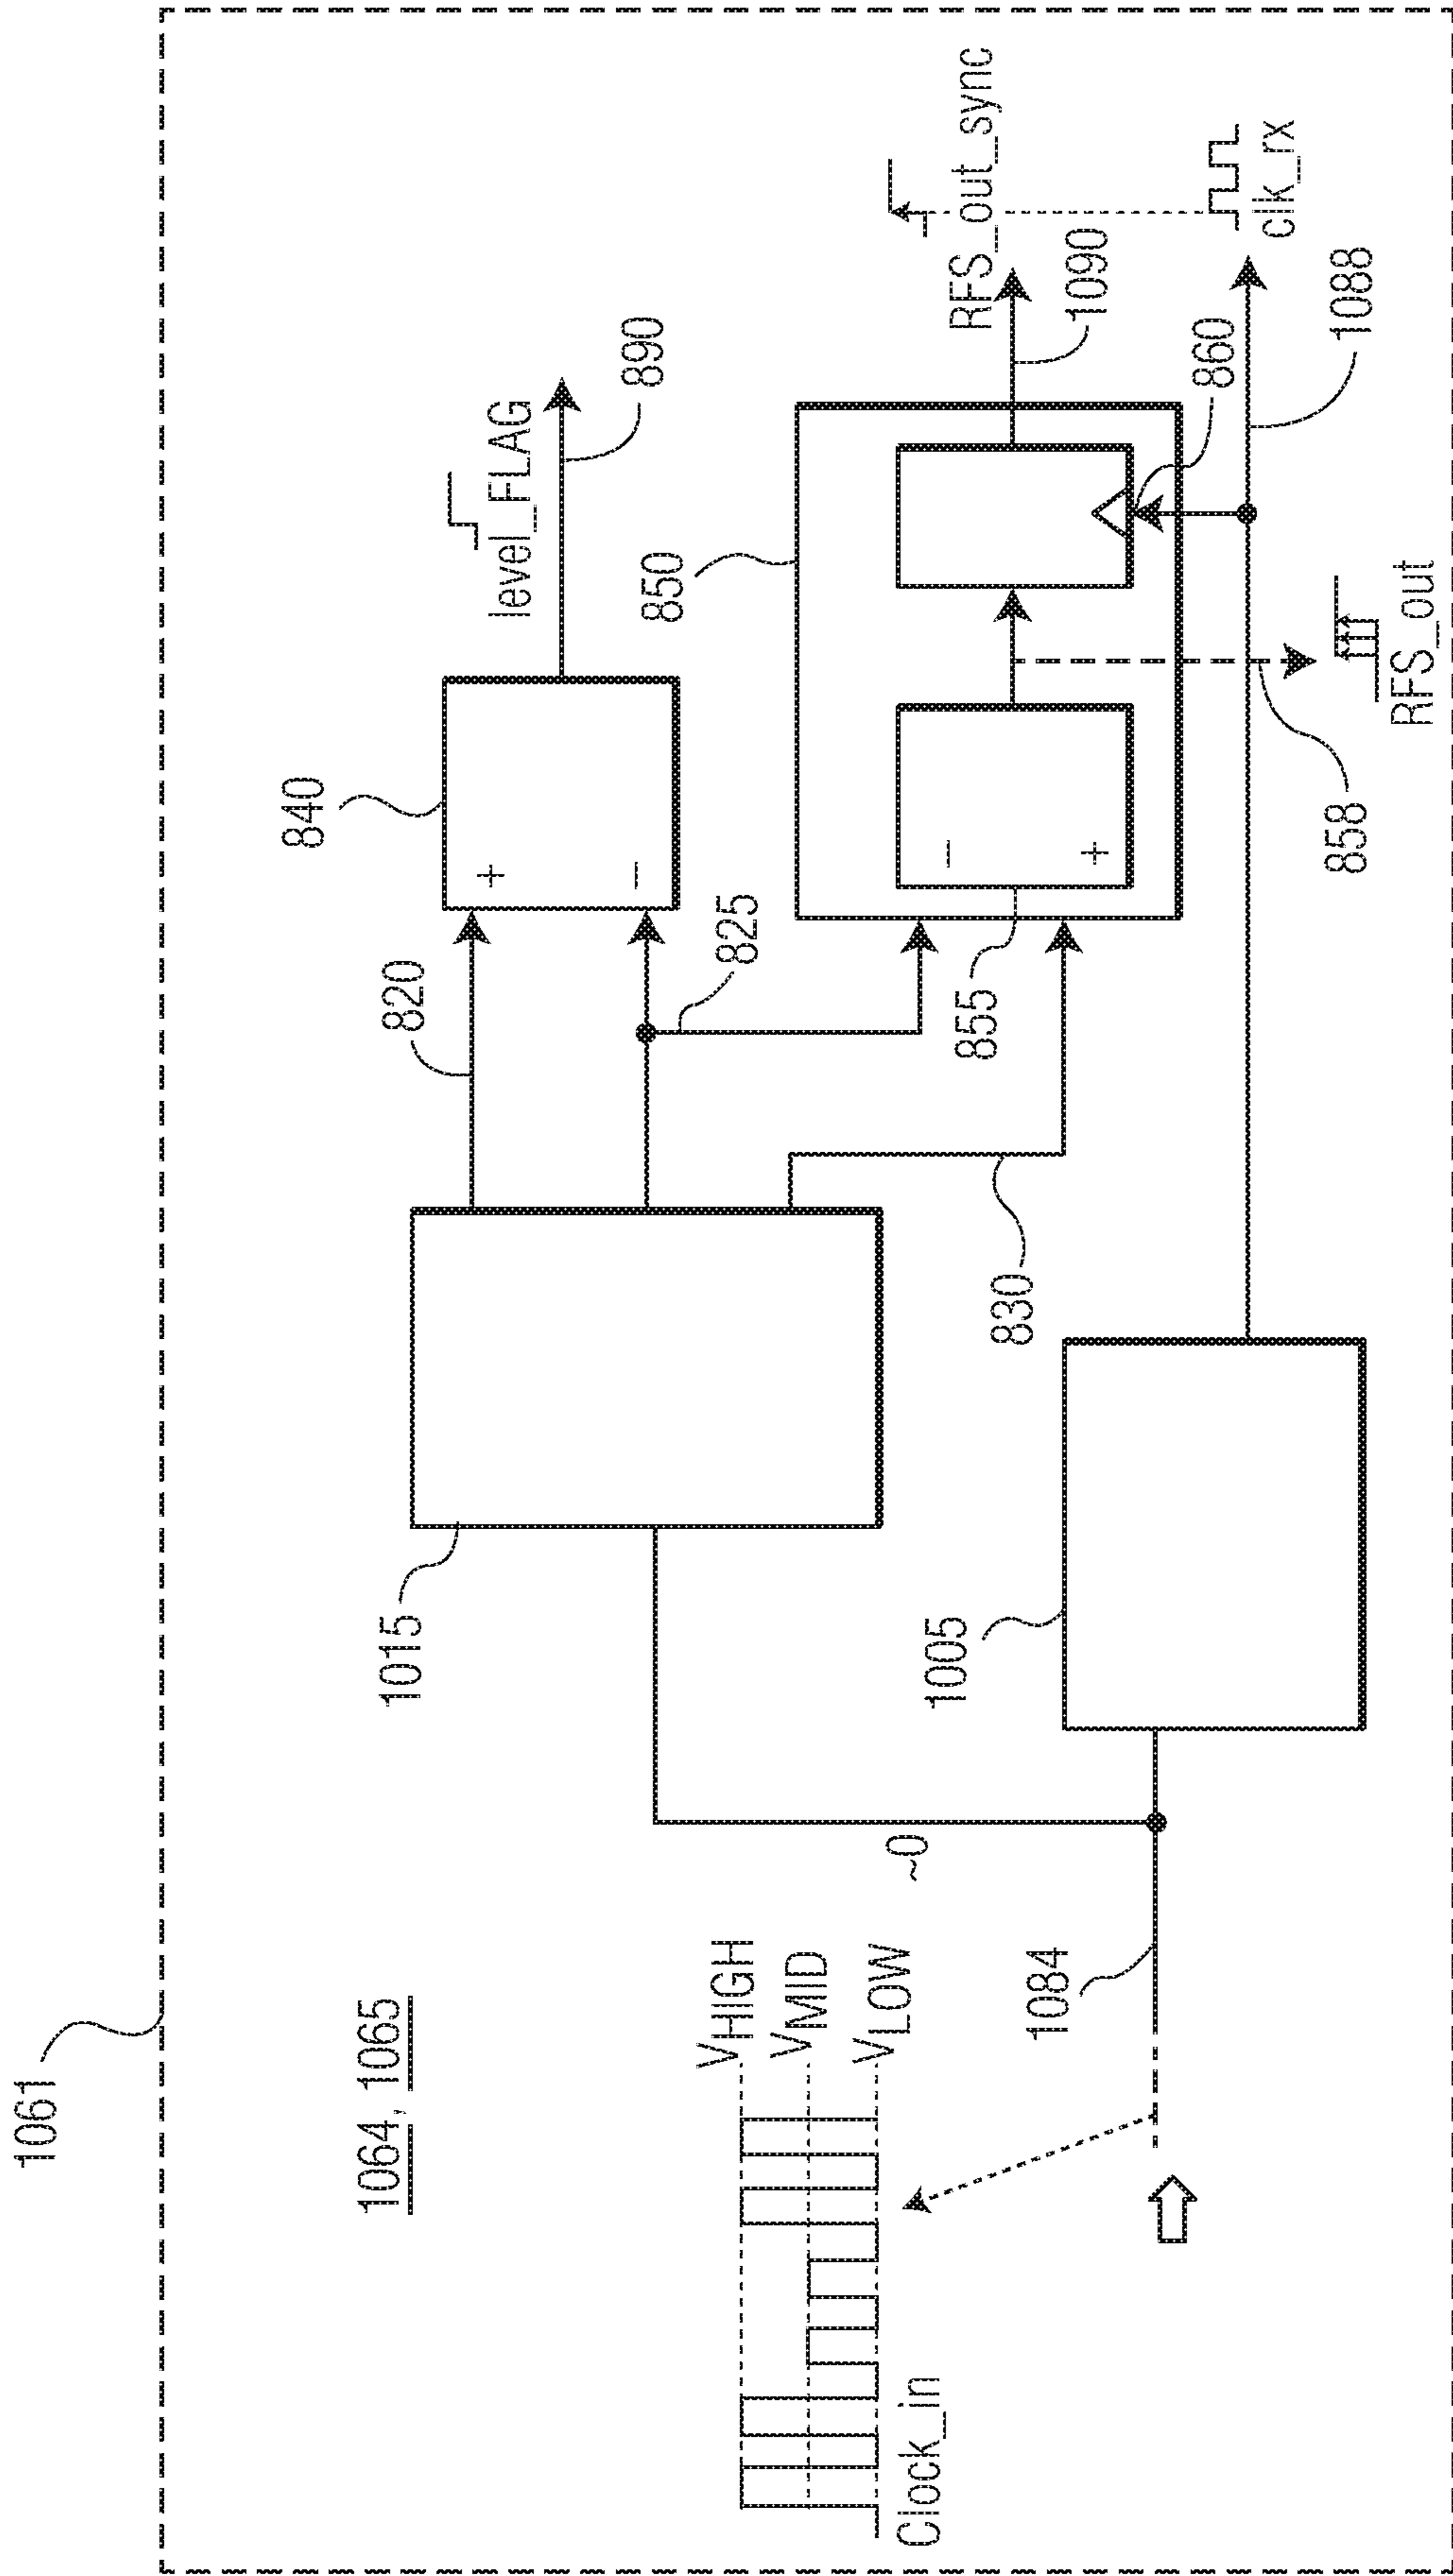 1061
1064, 1065
Clock_in
VHIGH
VMID
VLOW
~0
1084
1015
1005
820
825
830
840
+
−
level_FLAG
890
850
855
−
+
858
RFS_out
860
RFS_out_sync
1090
clk_rx
1088